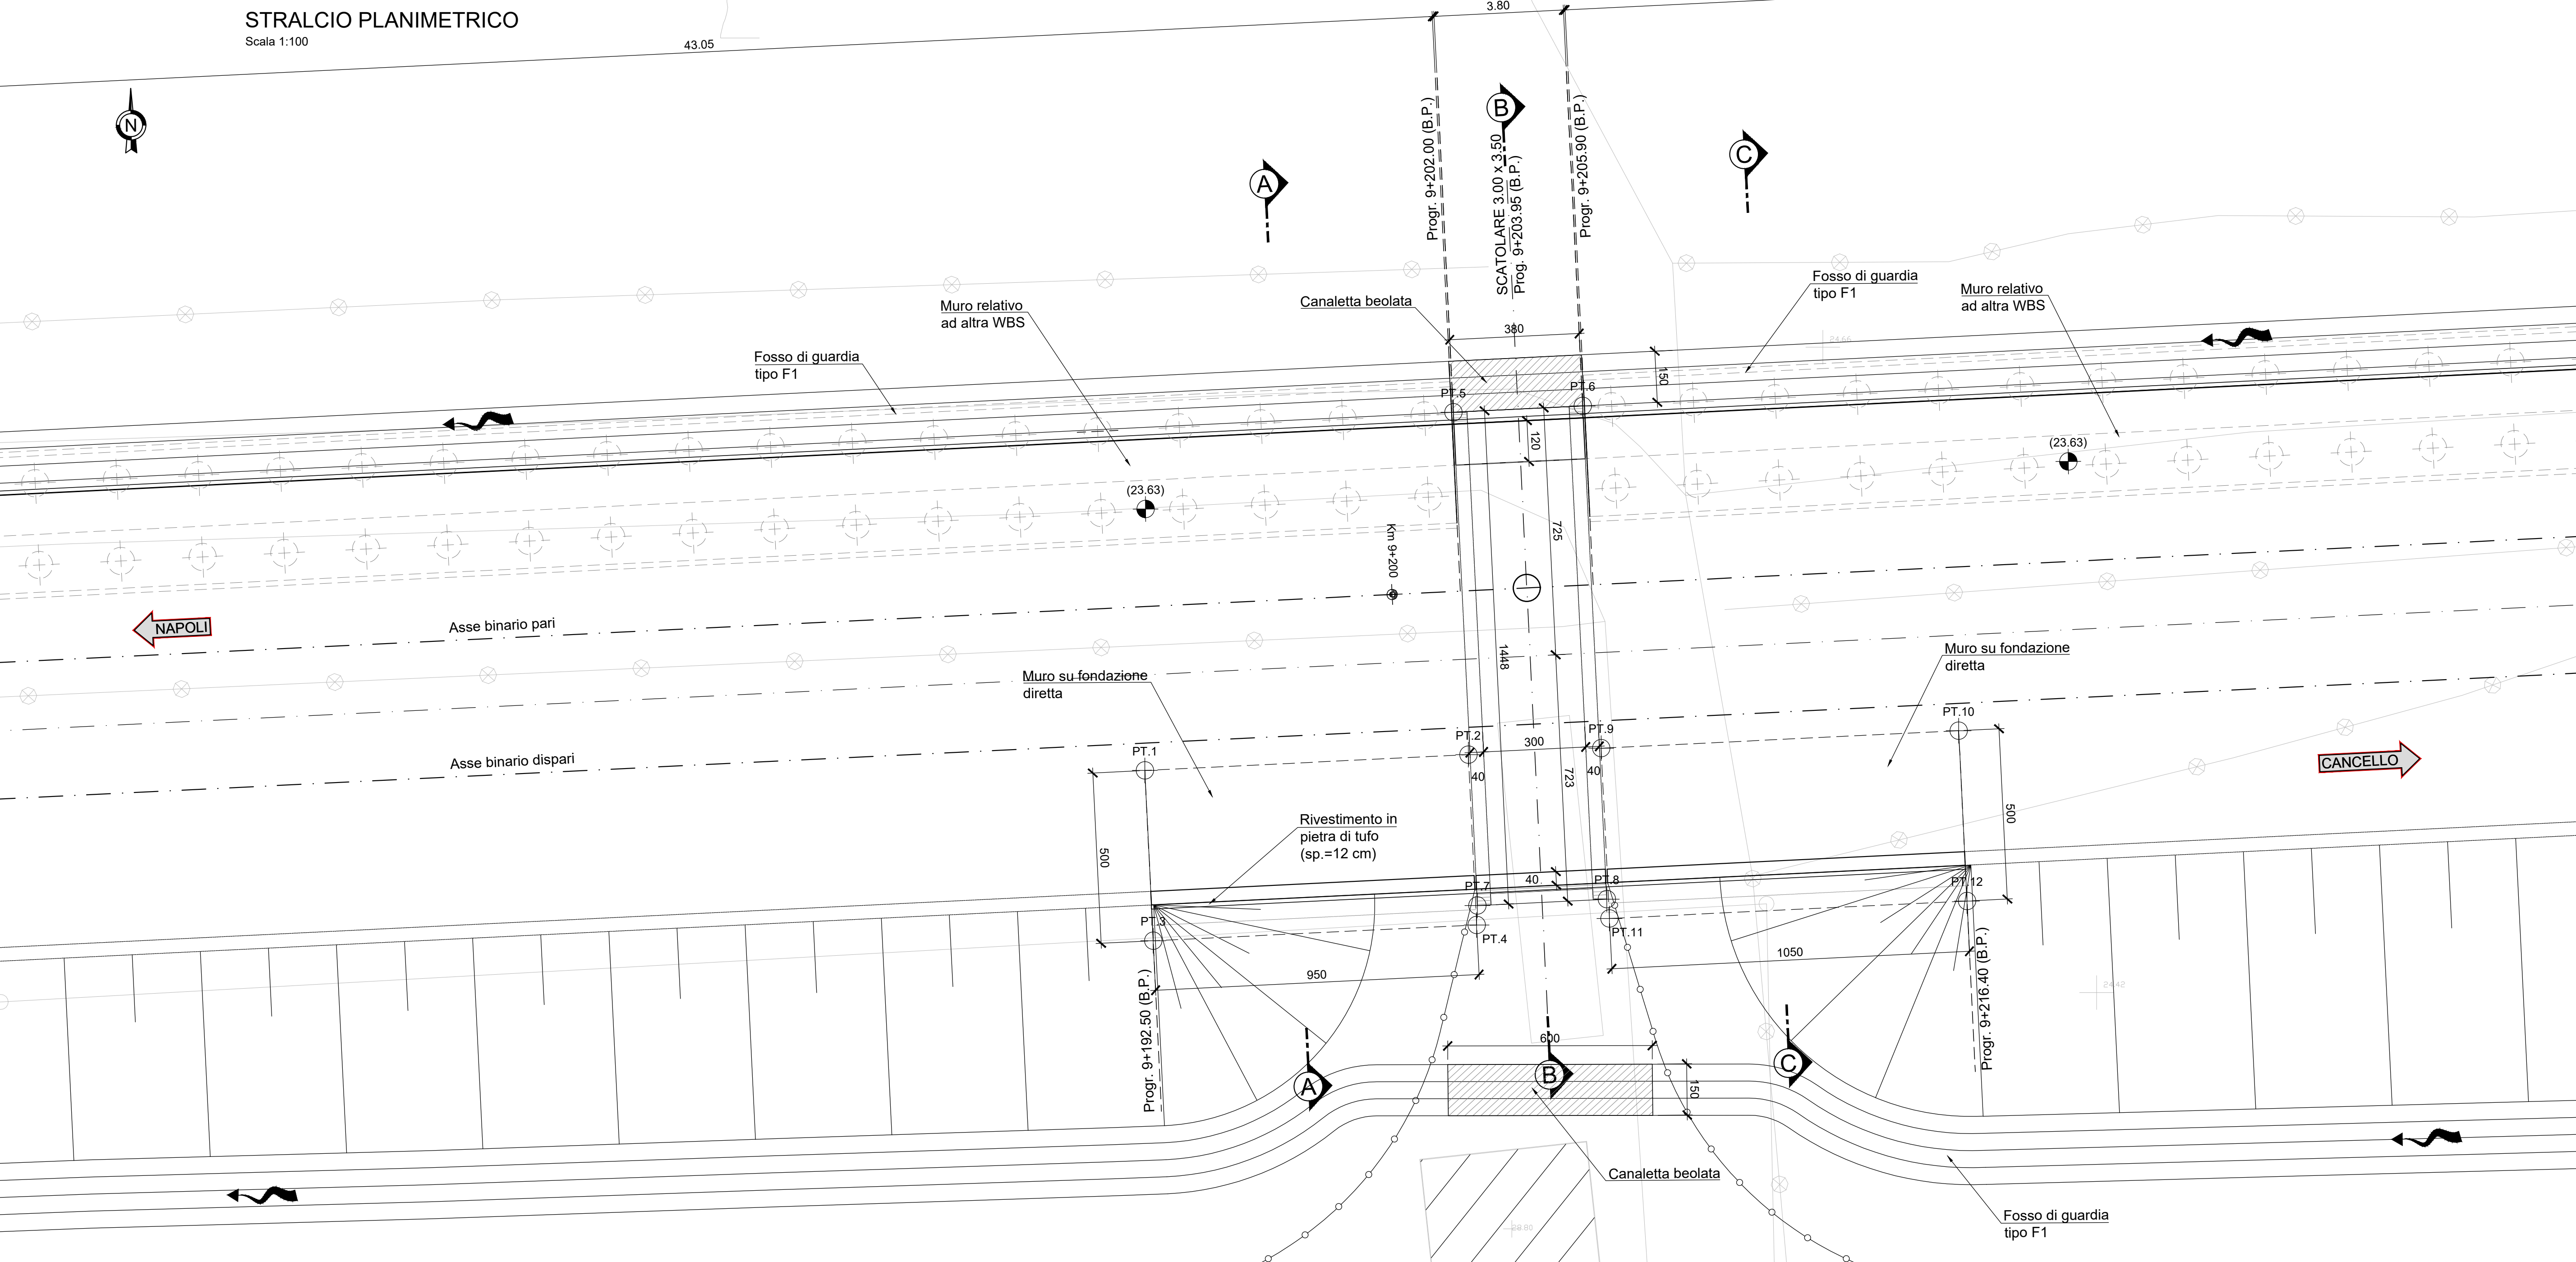 STRALCIO PLANIMETRICO
Scala 1:100
43.05
3.80
N
A
B
C
Progr. 9+202.00 (B.P.)
SCATOLARE 3.00 x 3.50
Prog. 9+203.95 (B.P.)
Progr. 9+205.90 (B.P.)
Muro relativo
ad altra WBS
Canaletta beolata
Fosso di guardia
tipo F1
Muro relativo
ad altra WBS
Fosso di guardia
tipo F1
380
24.66
150
PT.5
PT.6
120
(23.63)
(23.63)
Km 9+200
725
NAPOLI
Asse binario pari
1448
Muro su fondazione
diretta
Muro su fondazione
diretta
PT.10
PT.1
PT.2
300
PT.9
40
40
723
Asse binario dispari
CANCELLO
500
500
Rivestimento in
pietra di tufo
(sp.=12 cm)
40
PT.7
PT.8
PT.12
PT.3
PT.4
PT.11
950
1050
24.42
Progr. 9+192.50 (B.P.)
Progr. 9+216.40 (B.P.)
600
A
B
C
150
Canaletta beolata
Fosso di guardia
tipo F1